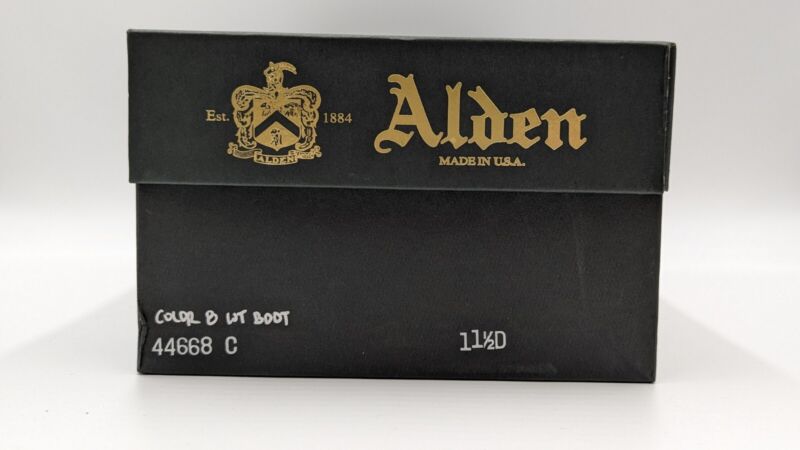 Est. 1884
ALDEN
Alden
MADE IN U.S.A.
COLOR 8 WT BOOT
44668 C
11½D